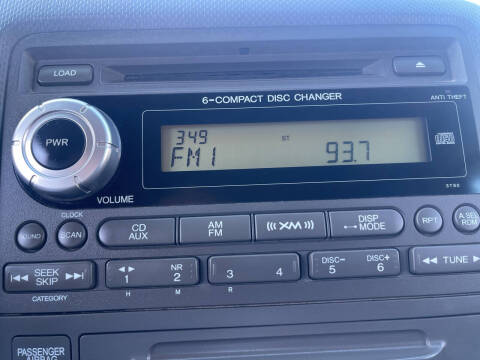 LOAD
6-COMPACT DISC CHANGER
ANTI THEFT
PWR
VOLUME
349
ST
FM1 93.7
3TS0
SOUND
CLOCK
SCAN
CD
AUX
AM
FM
((XM))
DISP
MODE
RPT
A.SEL
RDM
SEEK
SKIP
CATEGORY
1
H
NR
2
M
3
R
4
DISC-
5
DISC+
6
TUNE
PASSENGER
AIRBAG